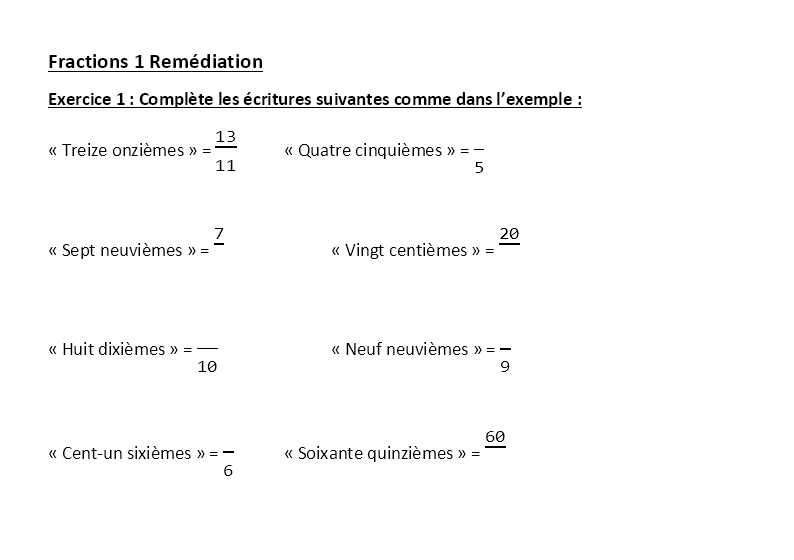 Fractions 1 Remédiation
Exercice 1 : Complète les écritures suivantes comme dans l’exemple :
« Treize onzièmes » = 13/11 « Quatre cinquièmes » = —/5
« Sept neuvièmes » = 7/ « Vingt centièmes » = 20/
« Huit dixièmes » = —/10 « Neuf neuvièmes » = —/9
« Cent-un sixièmes » = —/6 « Soixante quinzièmes » = 60/